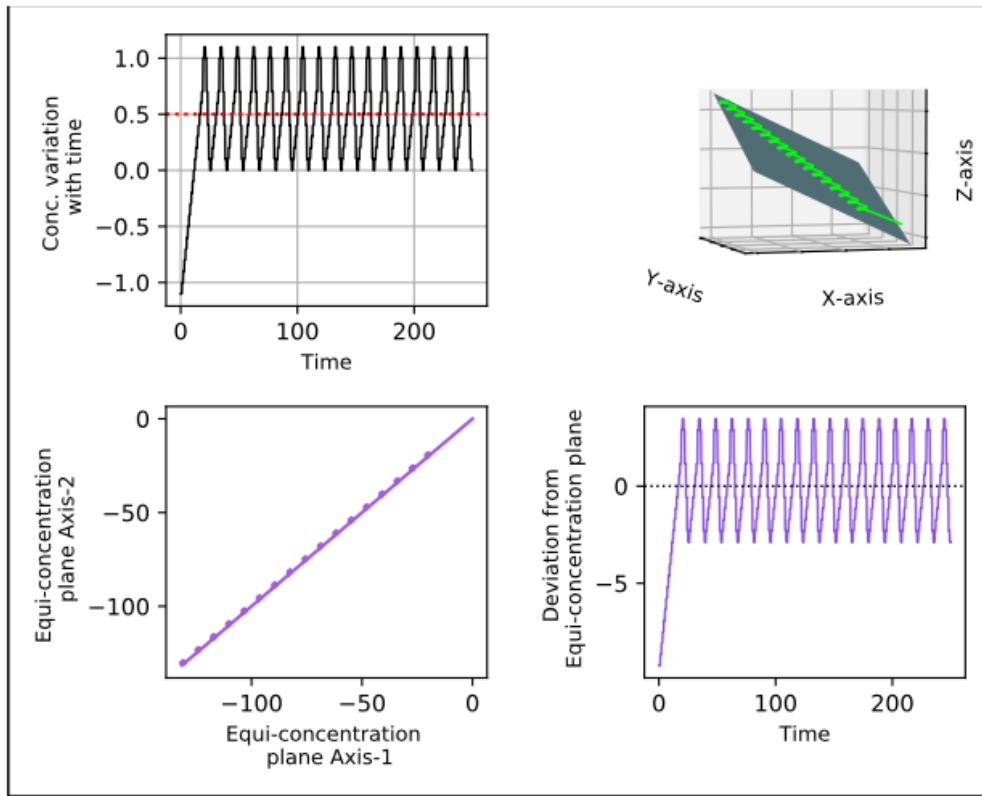 1.0
0.5
0.0
−0.5
−1.0
Conc. variation
with time
0
100
200
Time
Z-axis
Y-axis
X-axis
0
−50
−100
Equi-concentration
plane Axis-2
−100
−50
0
Equi-concentration
plane Axis-1
0
−5
Deviation from
Equi-concentration plane
0
100
200
Time